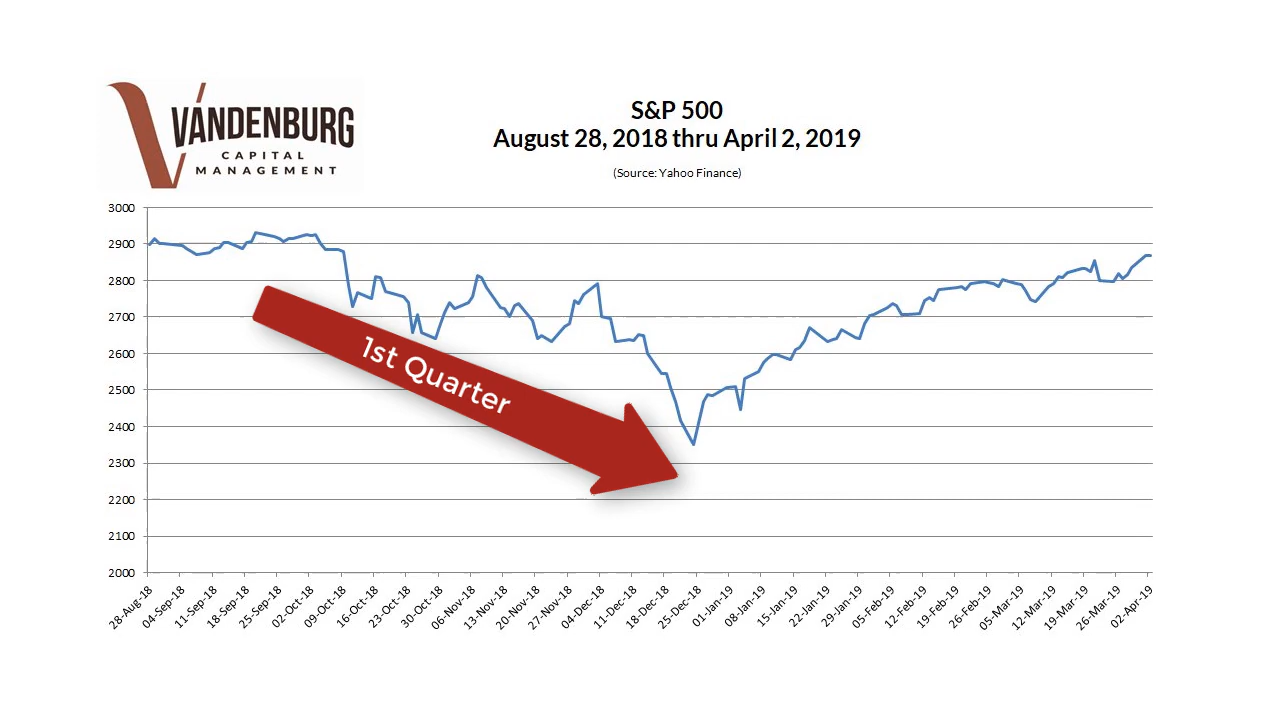 VANDENBURG
CAPITAL
MANAGEMENT
S&P 500
August 28, 2018 thru April 2, 2019
(Source: Yahoo Finance)
3000
2900
2800
2700
2600
2500
2400
2300
2200
2100
2000
1st Quarter
28-Aug-18
04-Sep-18
11-Sep-18
18-Sep-18
25-Sep-18
02-Oct-18
09-Oct-18
16-Oct-18
23-Oct-18
30-Oct-18
06-Nov-18
13-Nov-18
20-Nov-18
27-Nov-18
04-Dec-18
11-Dec-18
18-Dec-18
25-Dec-18
01-Jan-19
08-Jan-19
15-Jan-19
22-Jan-19
29-Jan-19
05-Feb-19
12-Feb-19
19-Feb-19
26-Feb-19
05-Mar-19
12-Mar-19
19-Mar-19
26-Mar-19
02-Apr-19